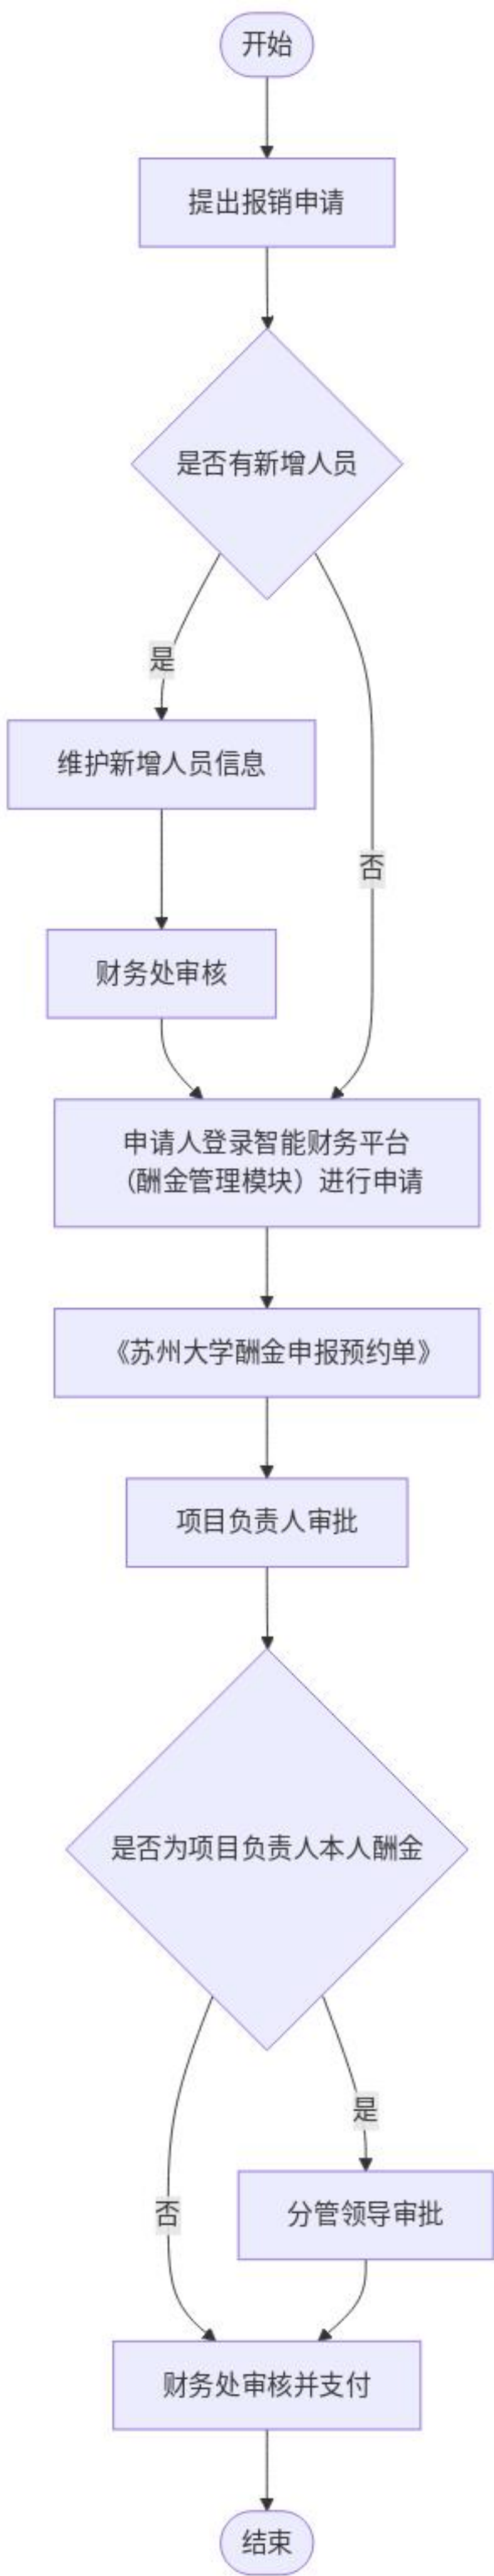 开始
提出报销申请
是否有新增人员
是
维护新增人员信息
否
财务处审核
申请人登录智能财务平台
（酬金管理模块）进行申请
《苏州大学酬金申报预约单》
项目负责人审批
是否为项目负责人本人酬金
是
否
分管领导审批
财务处审核并支付
结束